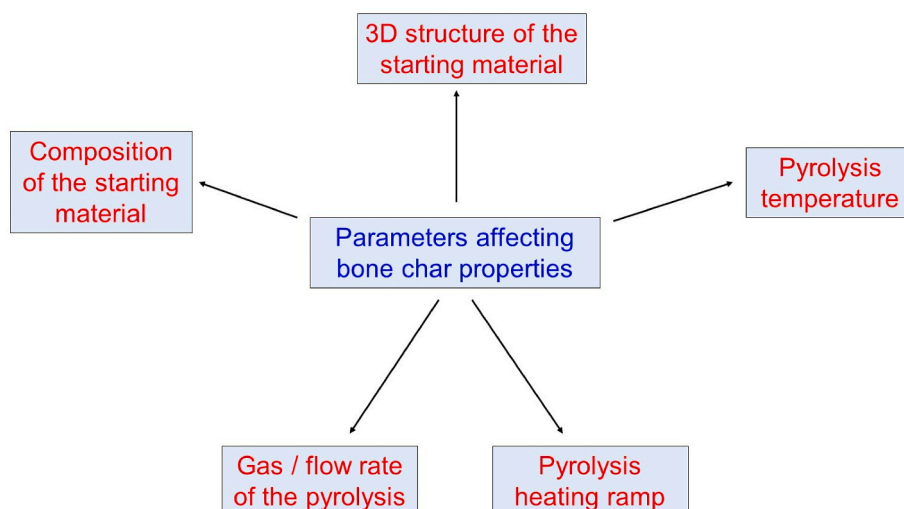 3D structure of the
starting material
Composition
of the starting
material
Pyrolysis
temperature
Parameters affecting
bone char properties
Gas / flow rate
of the pyrolysis
Pyrolysis
heating ramp